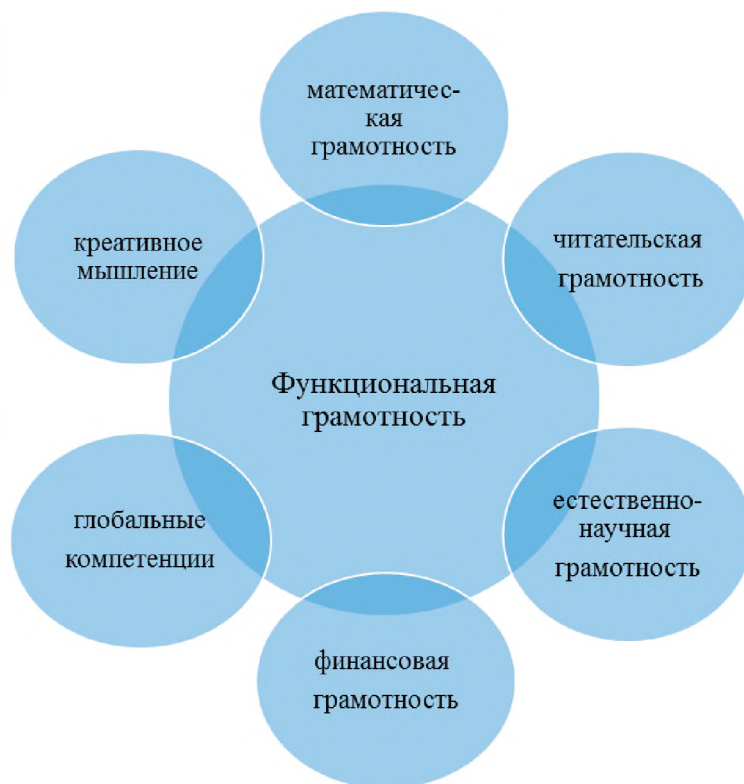 математичес-
кая
грамотность
читательская
грамотность
естественно-
научная
грамотность
финансовая
грамотность
глобальные
компетенции
креативное
мышление
Функциональная
грамотность